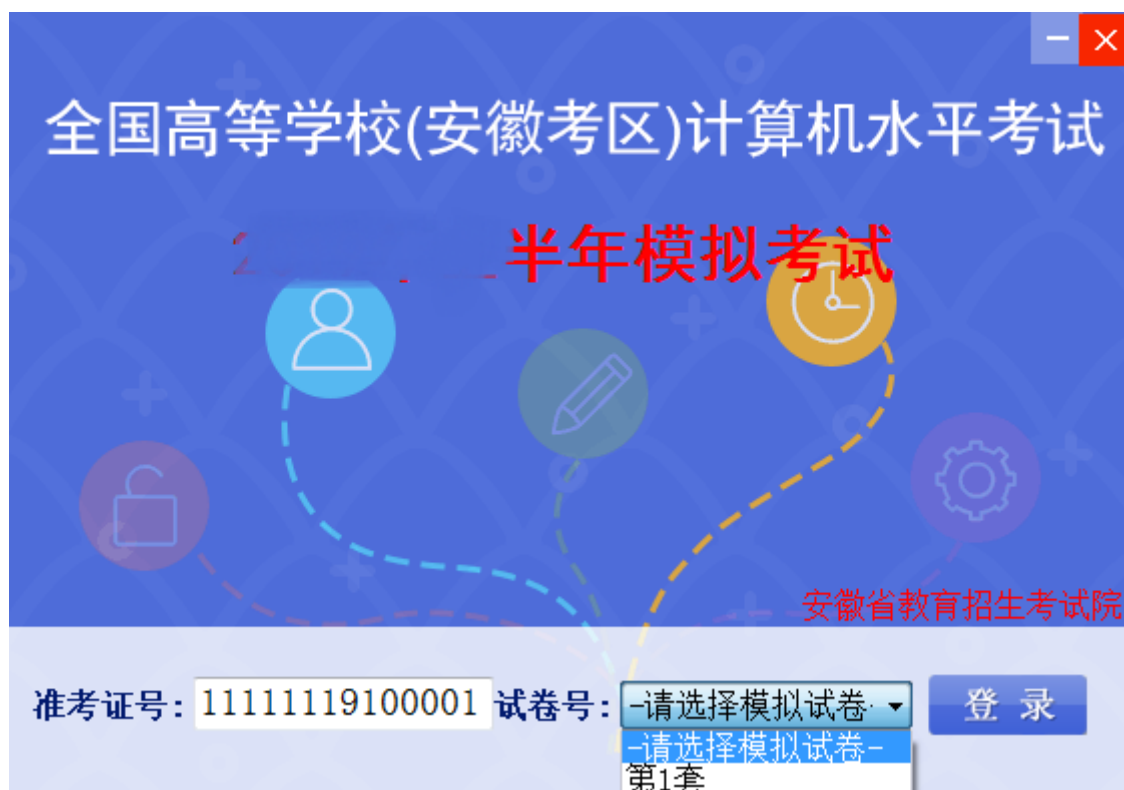 全国高等学校(安徽考区)计算机水平考试
半年模拟考试
安徽省教育招生考试院
准考证号: 11111119100001 试卷号: -请选择模拟试卷- 登 录
-请选择模拟试卷-
第1套